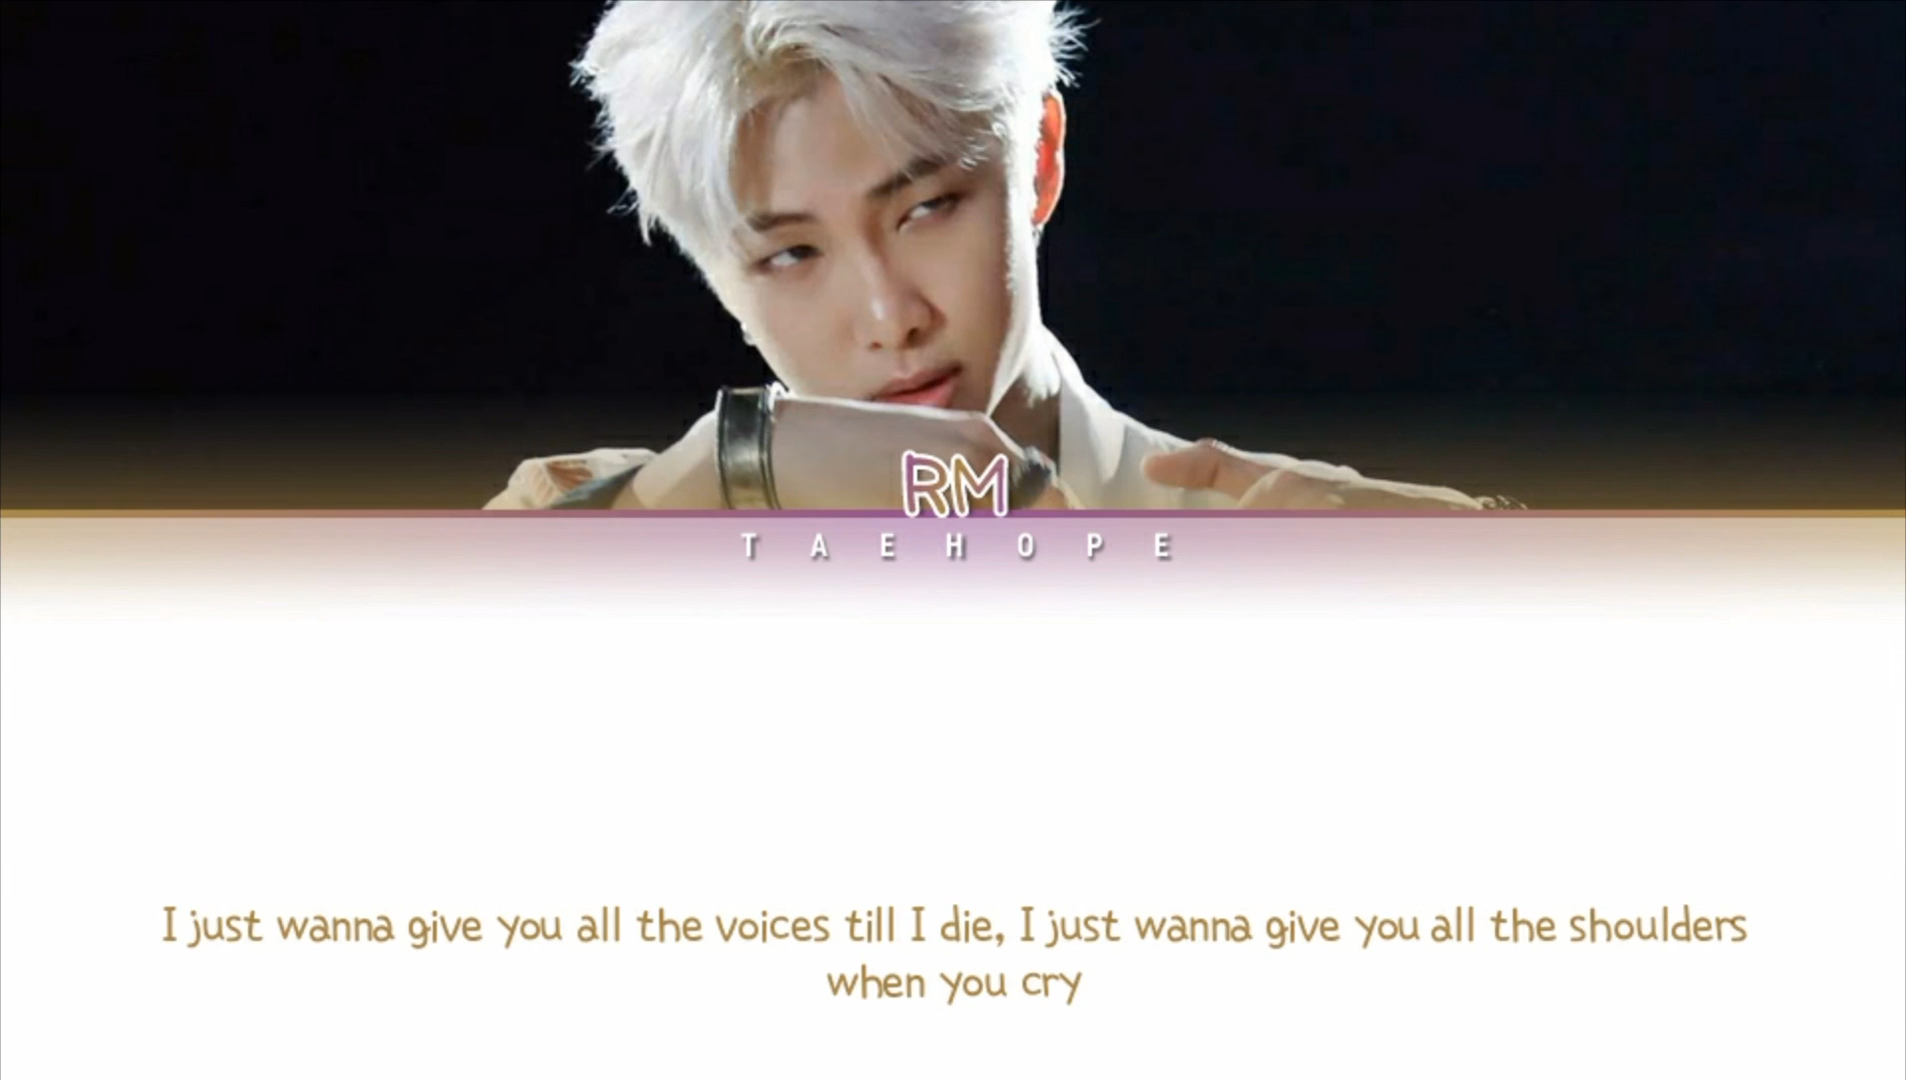 RM
TAEHOPE
I just wanna give you all the voices till I die, I just wanna give you all the shoulders
when you cry